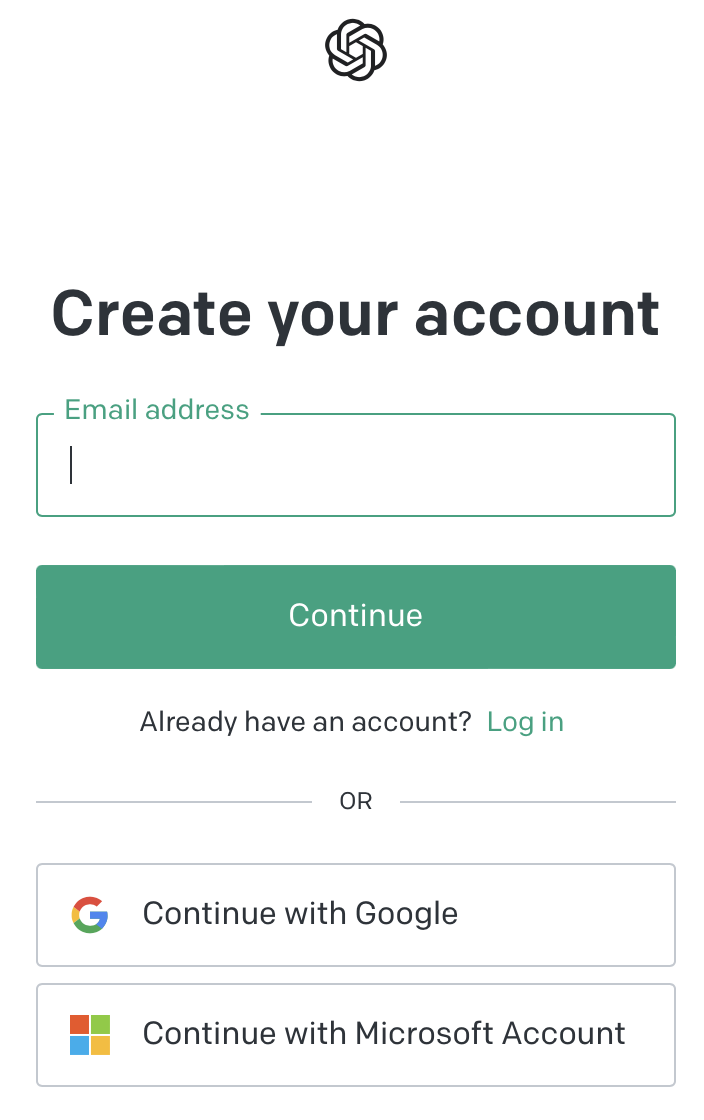 Create your account
Email address
Continue
Already have an account? Log in
OR
Continue with Google
Continue with Microsoft Account